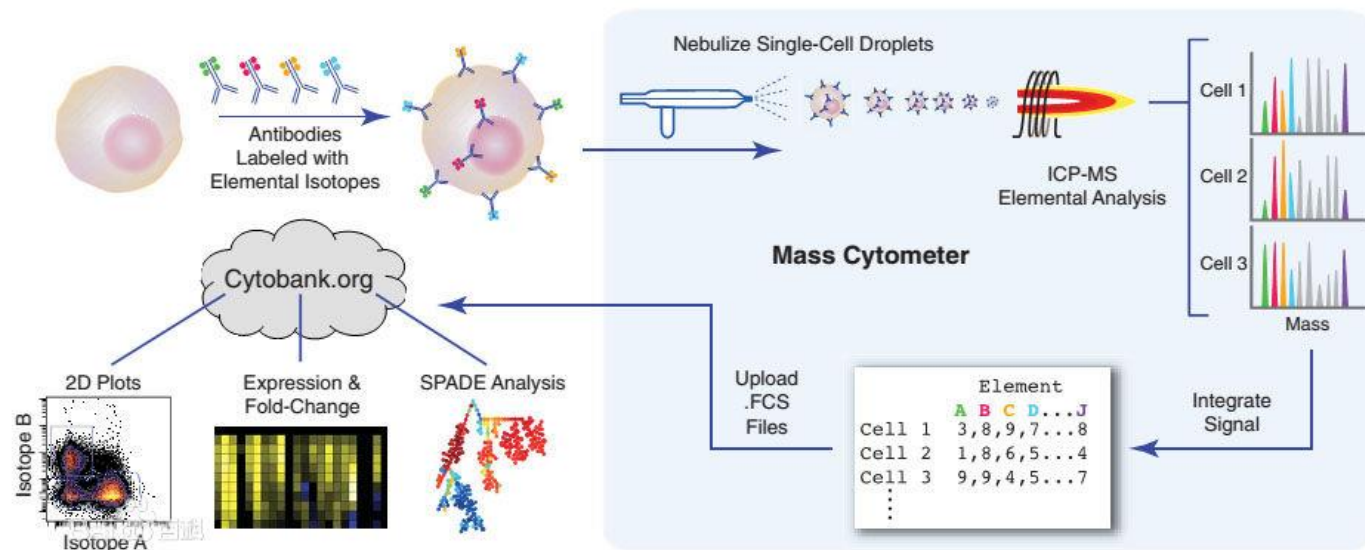 Nebulize Single-Cell Droplets
Antibodies
Labeled with
Elemental Isotopes
ICP-MS
Elemental Analysis
Cell 1
Cell 2
Cell 3
Mass
Mass Cytometer
Cytobank.org
2D Plots
Isotope B
Isotope A
Expression &
Fold-Change
SPADE Analysis
Upload
.FCS
Files
Element
A B C D...J
Cell 1 3,8,9,7...8
Cell 2 1,8,6,5...4
Cell 3 9,9,4,5...7
Integrate
Signal